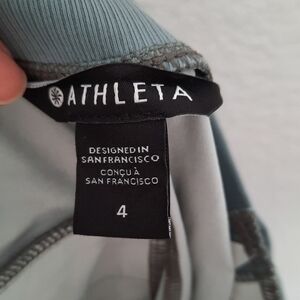 ATHLETA
DESIGNED IN
SAN FRANCISCO
CONÇU À
SAN FRANCISCO
4